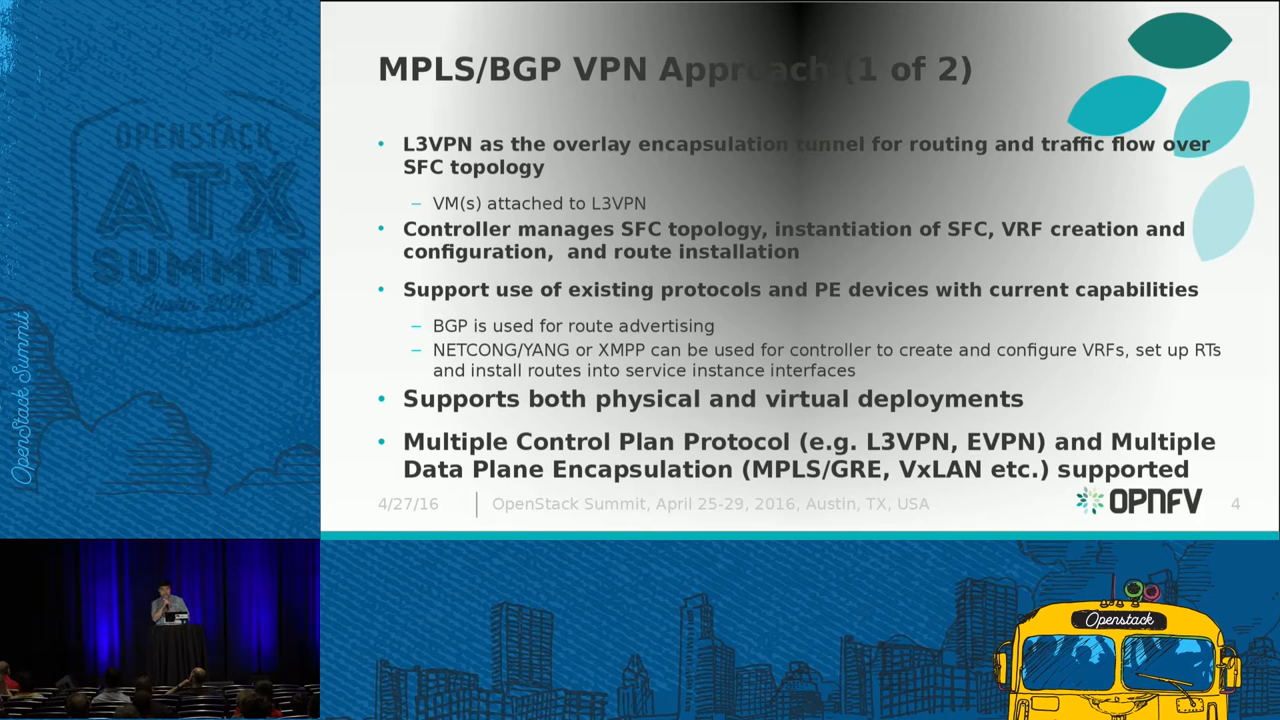 OPENSTACK
ATX
SUMMIT
Austin 2016
OpenStack Summit
MPLS/BGP VPN Approach (1 of 2)
• L3VPN as the overlay encapsulation tunnel for routing and traffic flow over
SFC topology
– VM(s) attached to L3VPN
• Controller manages SFC topology, instantiation of SFC, VRF creation and
configuration,  and route installation
• Support use of existing protocols and PE devices with current capabilities
– BGP is used for route advertising
– NETCONG/YANG or XMPP can be used for controller to create and configure VRFs, set up RTs
and install routes into service instance interfaces
• Supports both physical and virtual deployments
• Multiple Control Plan Protocol (e.g. L3VPN, EVPN) and Multiple
Data Plane Encapsulation (MPLS/GRE, VxLAN etc.) supported
4/27/16 OpenStack Summit, April 25-29, 2016, Austin, TX, USA OPNFV 4
Openstack